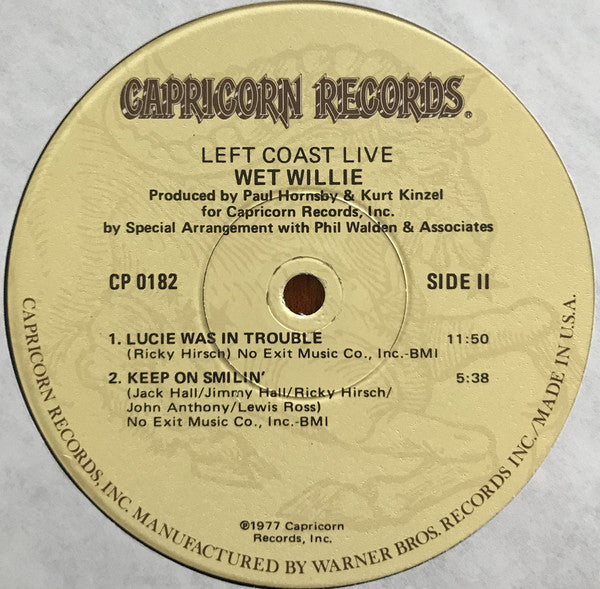 CAPRICORN RECORDS®
LEFT COAST LIVE
WET WILLIE
Produced by Paul Hornsby & Kurt Kinzel
for Capricorn Records, Inc.
by Special Arrangement with Phil Walden & Associates
CP 0182
SIDE II
1. LUCIE WAS IN TROUBLE 11:50
(Ricky Hirsch) No Exit Music Co., Inc.-BMI
2. KEEP ON SMILIN' 5:38
(Jack Hall/Jimmy Hall/Ricky Hirsch/
John Anthony/Lewis Ross)
No Exit Music Co., Inc.-BMI
℗1977 Capricorn
Records, Inc.
CAPRICORN RECORDS, INC. MANUFACTURED BY WARNER BROS. RECORDS INC./MADE IN U.S.A.